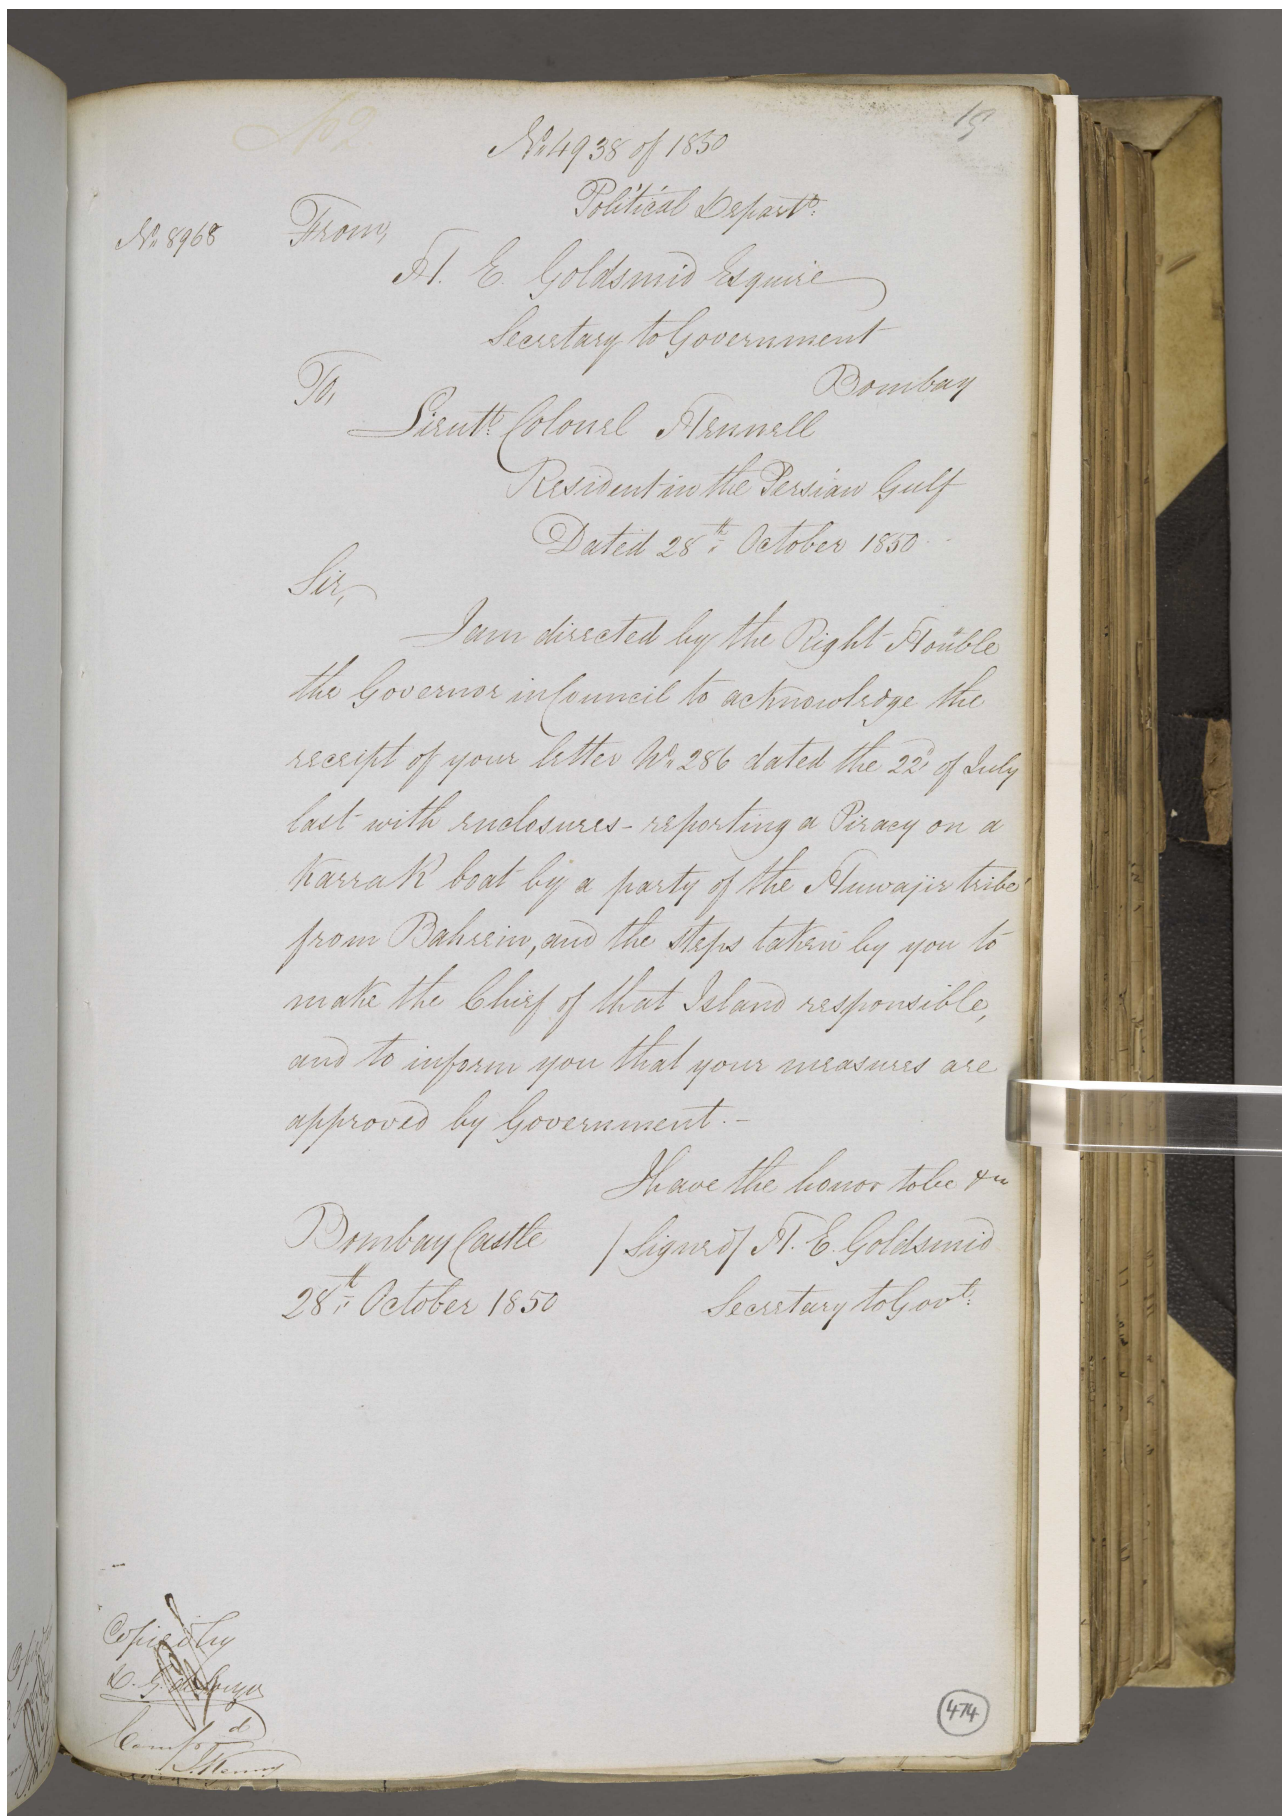 15
No. 4938 of 1850
Political Departt.
No. 8968
From,
H. E. Goldsmid Esquire
Secretary to Government
Bombay
To,
Lieutt. Colonel Hennell
Resident in the Persian Gulf
Dated 28th October 1850
Sir,
I am directed by the Right Honble
the Governor in Council to acknowledge the
receipt of your letter No. 286 dated the 22d of July
last with enclosures - reporting a Piracy on a
Karrak boat by a party of the Huwajir tribe
from Bahrein, and the steps taken by you to
make the Chief of that Island responsible,
and to inform you that your measures are
approved by Government. -
I have the honor to be &c
Bombay Castle
/Signed/ H. E. Goldsmid
28th October 1850
Secretary to Govt.
Copied by
Compd
474